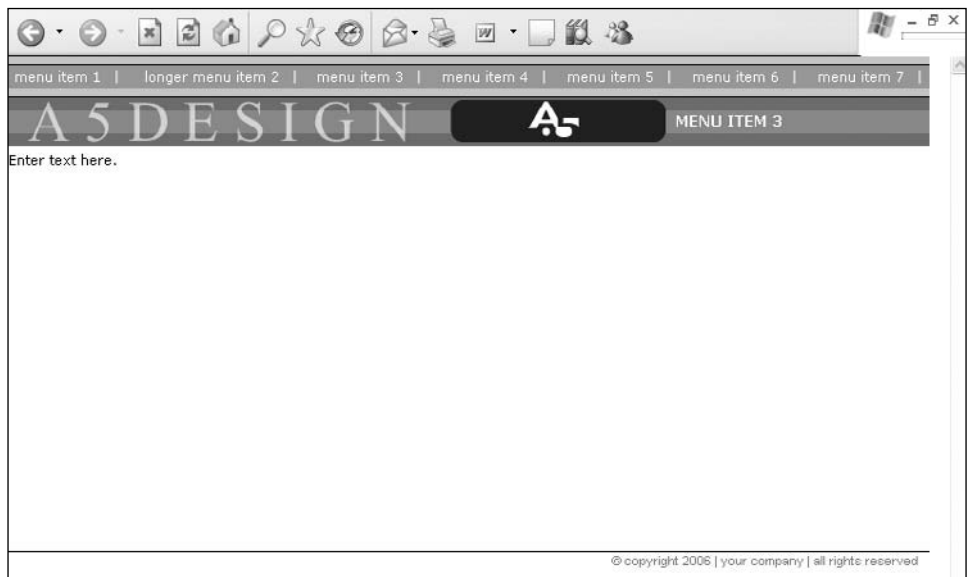 menu item 1 | longer menu item 2 | menu item 3 | menu item 4 | menu item 5 | menu item 6 | menu item 7 |
A5DESIGN A5 MENU ITEM 3
Enter text here.
© copyright 2006 | your company | all rights reserved